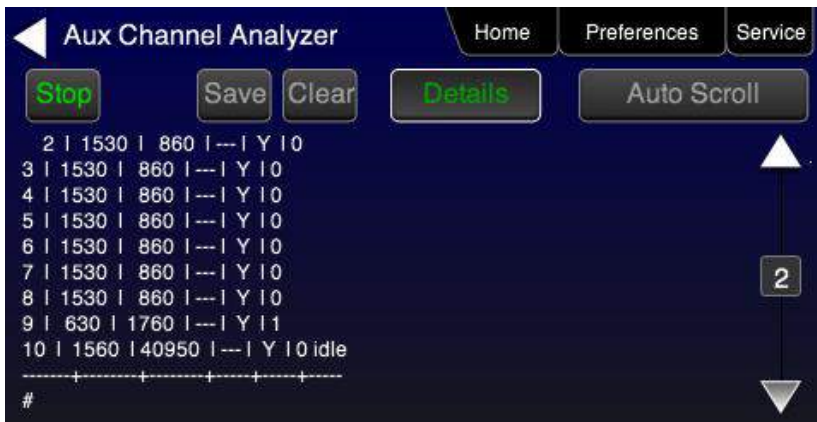 Aux Channel Analyzer Home Preferences Service
Stop Save Clear Details Auto Scroll
2 | 1530 | 860 |---| Y |0
3 | 1530 | 860 |---| Y |0
4 | 1530 | 860 |---| Y |0
5 | 1530 | 860 |---| Y |0
6 | 1530 | 860 |---| Y |0
7 | 1530 | 860 |---| Y |0
8 | 1530 | 860 |---| Y |0
9 | 630 | 1760 |---| Y |1
10 | 1560 |40950 |---| Y |0 idle
-------+--------+--------+-----+-----+-----
#
2